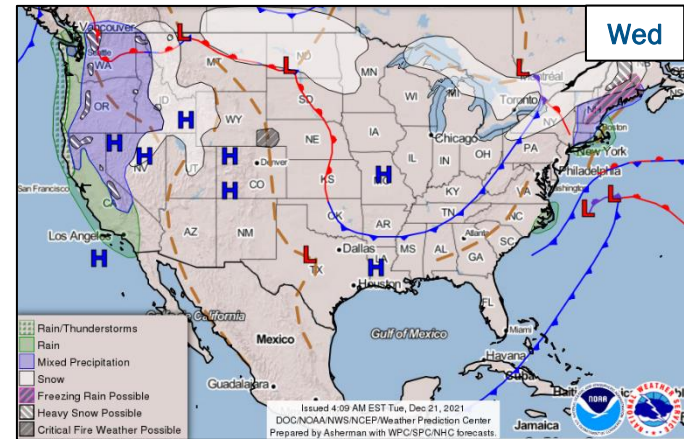 Wed
Vancouver
Seattle
WA
MT
ND
MN
Montréal
NB
OR
ID
SD
WI
MI
Toronto
NY
MA
Boston
WY
NE
IA
Chicago
PA
New York
NV
UT
Denver
IL
IN
OH
Philadelphia
San Francisco
CO
KS
MO
KY
VA
Washington
CA
Los Angeles
AZ
NM
OK
AR
TN
NC
TX
Dallas
LA
MS
AL
Atlanta
GA
SC
Houston
FL
Miami
Mexico
Gulf of Mexico
Havana
Cuba
Guadalajara
Jamaica
H
H
H
H
H
H
H
H
L
L
L
L
L
L
Rain/Thunderstorms
Rain
Mixed Precipitation
Snow
Freezing Rain Possible
Heavy Snow Possible
Critical Fire Weather Possible
Issued 4:09 AM EST Tue, Dec 21, 2021
DOC/NOAA/NWS/NCEP/Weather Prediction Center
Prepared by Asherman with WPC/SPC/NHC forecasts.
NOAA